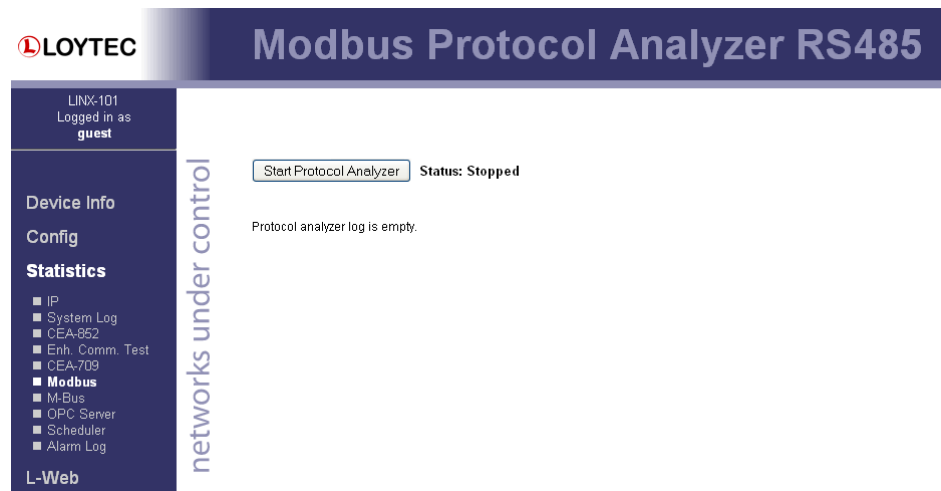 LOYTEC
Modbus Protocol Analyzer RS485
LINX-101
Logged in as
guest
Device Info
Config
Statistics
IP
System Log
CEA-852
Enh. Comm. Test
CEA-709
Modbus
M-Bus
OPC Server
Scheduler
Alarm Log
L-Web
networks under control
Start Protocol Analyzer Status: Stopped
Protocol analyzer log is empty.